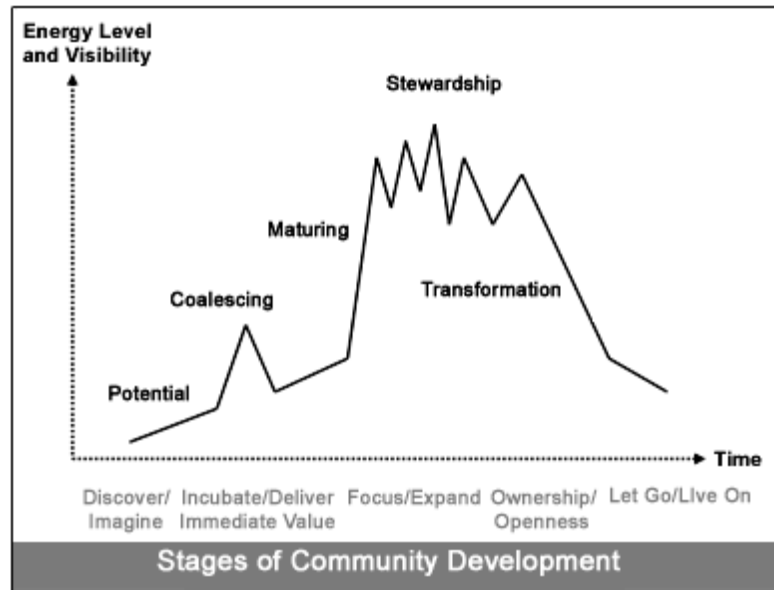 Energy Level
and Visibility
Stewardship
Maturing
Coalescing
Transformation
Potential
Time
Discover/
Imagine
Incubate/Deliver
Immediate Value
Focus/Expand
Ownership/
Openness
Let Go/LIve On
Stages of Community Development